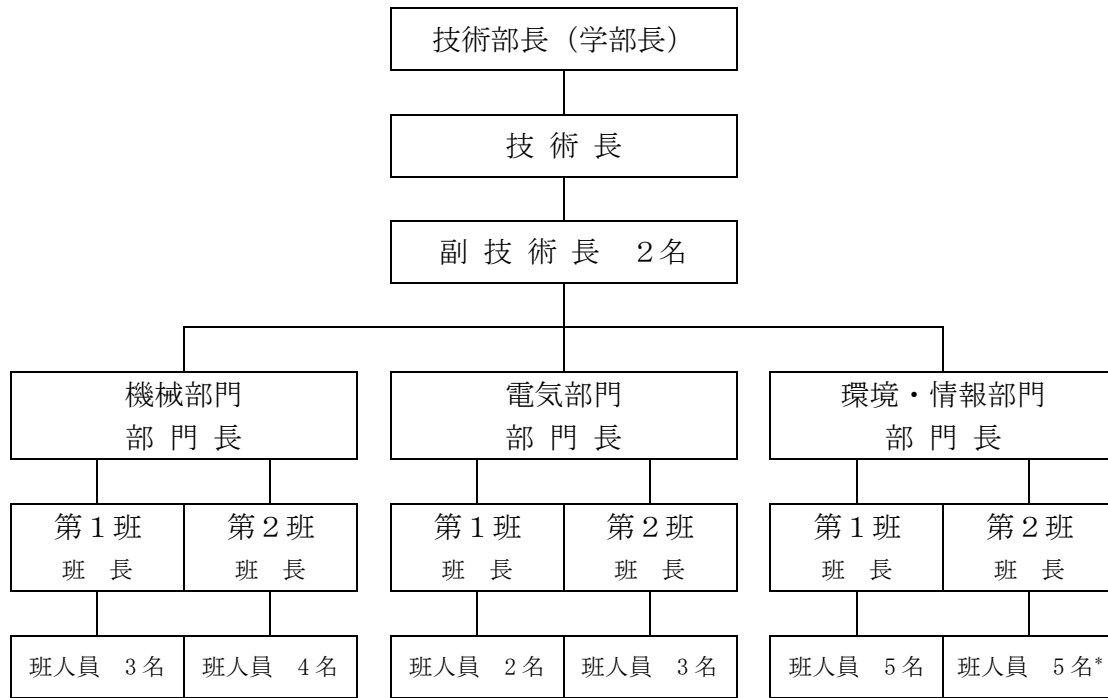 技術部長（学部長）
技 術 長
副 技 術 長　２名
機械部門
部 門 長
電気部門
部 門 長
環境・情報部門
部 門 長
第１班
班　長
第２班
班　長
第１班
班　長
第２班
班　長
第１班
班　長
第２班
班　長
班人員　3 名
班人員　4 名
班人員　2 名
班人員　3 名
班人員　5 名
班人員　5 名*